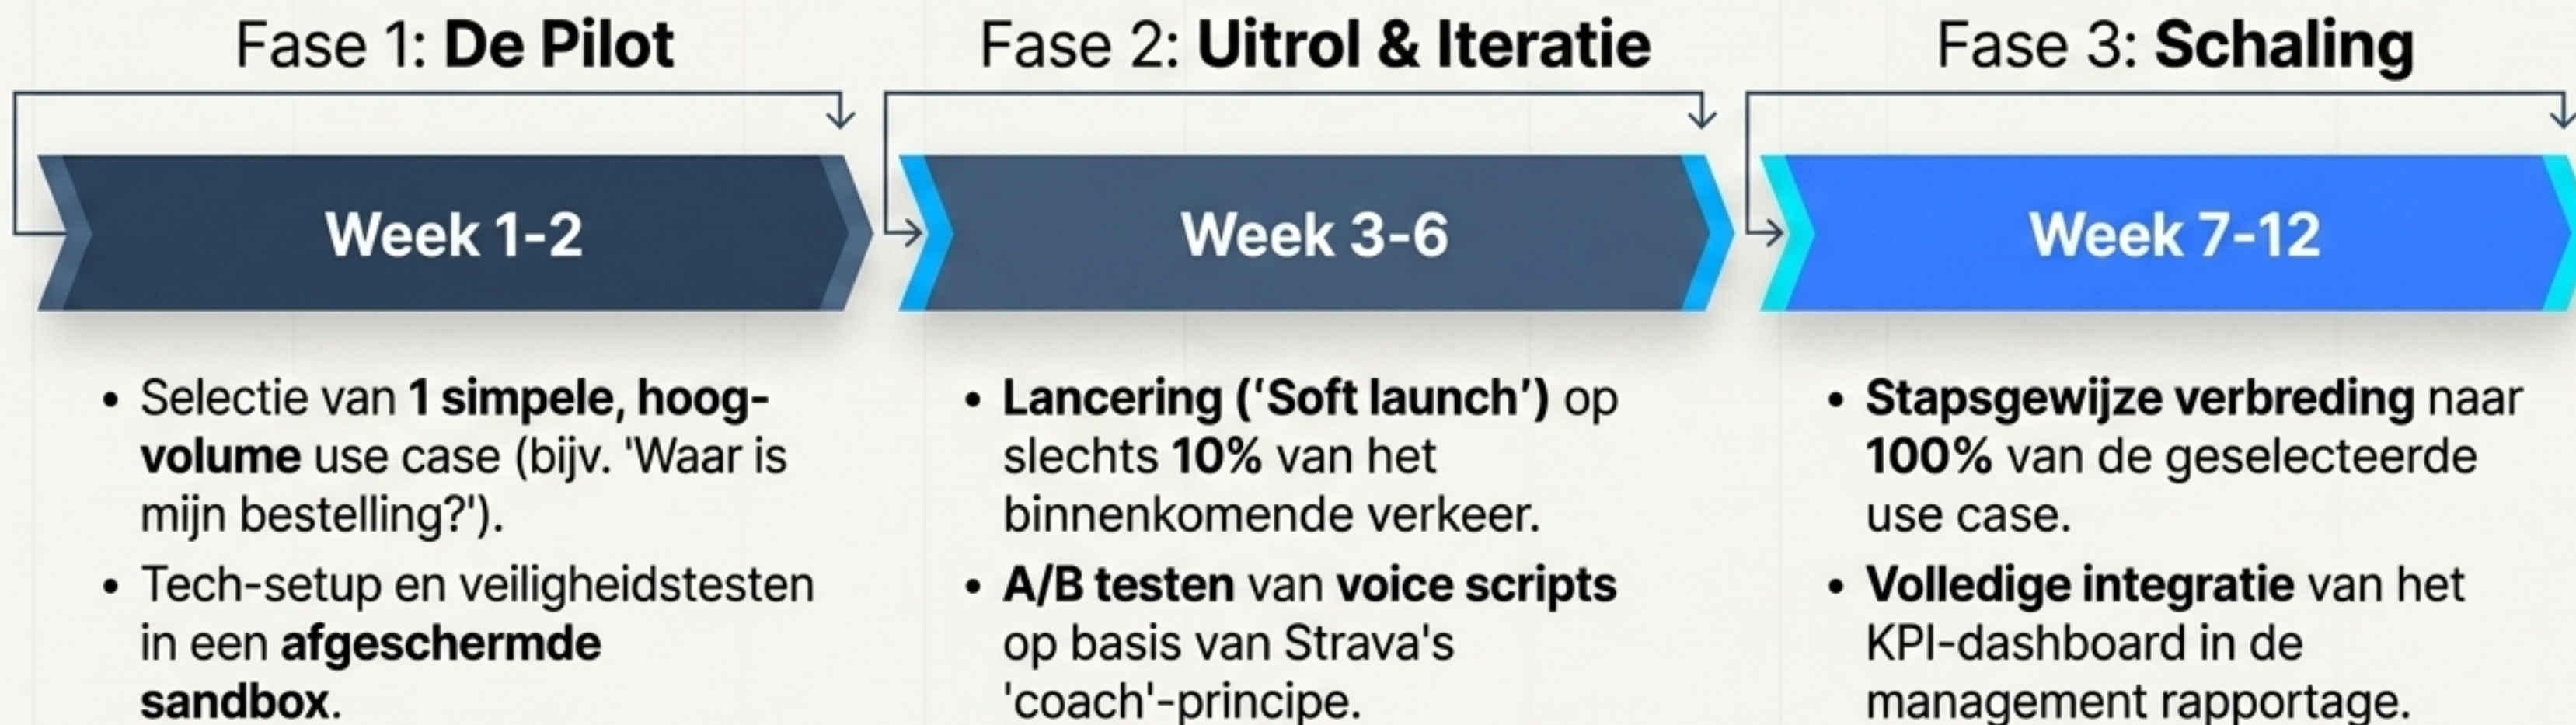 Fase 1: De Pilot
Week 1-2
• Selectie van 1 simpele, hoog-
volume use case (bijv. 'Waar is
mijn bestelling?').
• Tech-setup en veiligheidstesten
in een afgeschermde
sandbox.
Fase 2: Uitrol & Iteratie
Week 3-6
• Lancering (‘Soft launch’) op
slechts 10% van het
binnenkomende verkeer.
• A/B testen van voice scripts
op basis van Strava's
'coach'-principe.
Fase 3: Schaling
Week 7-12
• Stapsgewijze verbreding naar
100% van de geselecteerde
use case.
• Volledige integratie van het
KPI-dashboard in de
management rapportage.